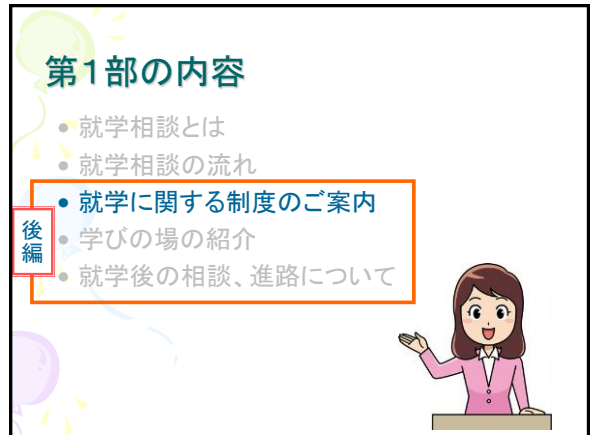 第1部の内容
• 就学相談とは
• 就学相談の流れ
• 就学に関する制度のご案内
• 学びの場の紹介
• 就学後の相談、進路について
後編